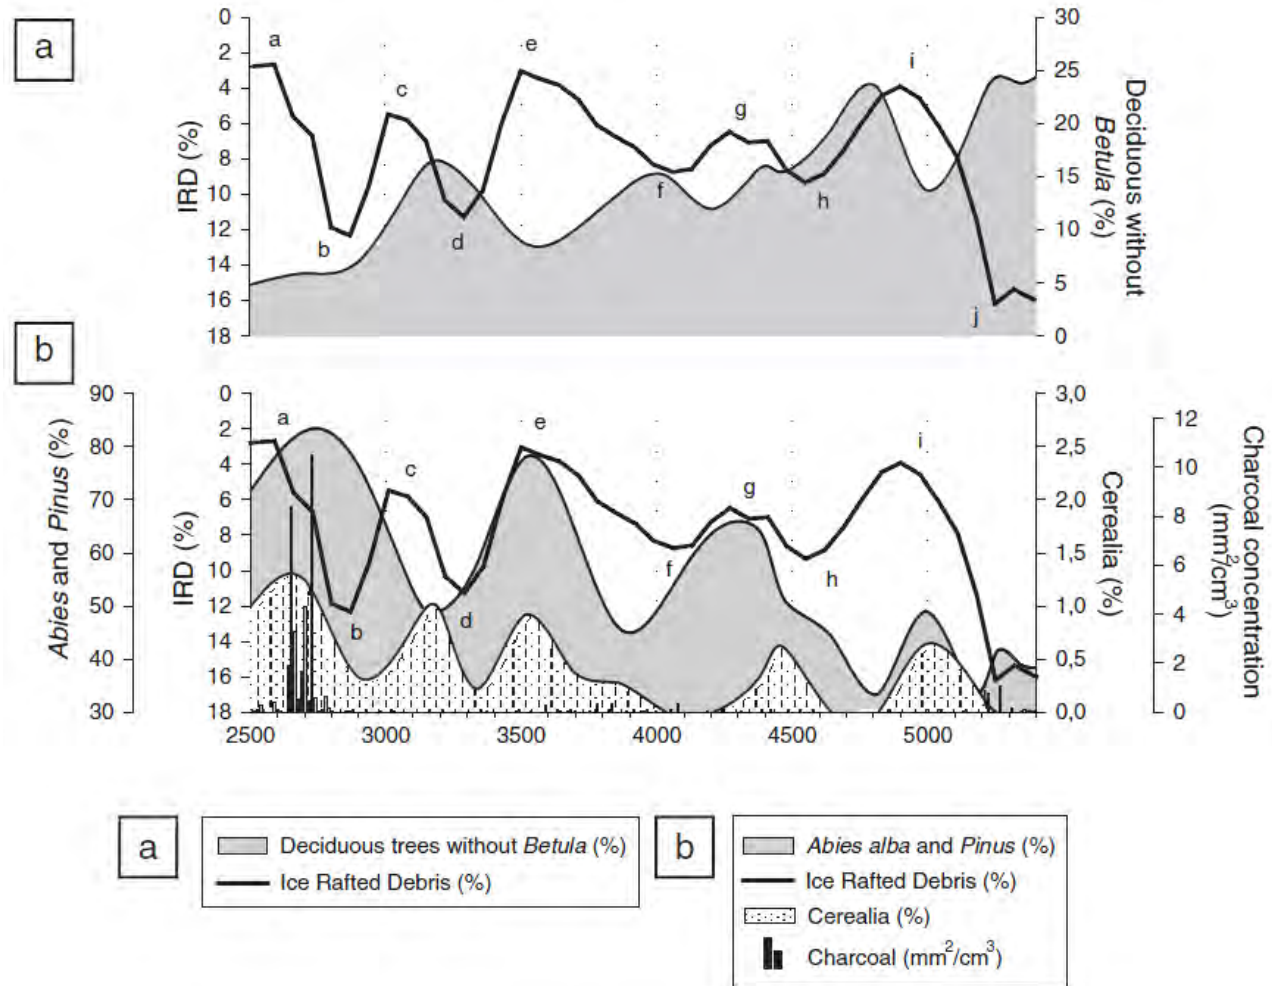 a
0
2
4
6
8
10
12
14
16
18
IRD (%)
a
b
c
d
e
f
g
h
i
j
30
25
20
15
10
5
0
Deciduous without
Betula (%)
b
90
80
70
60
50
40
30
Abies and Pinus (%)
0
2
4
6
8
10
12
14
16
18
IRD (%)
a
b
c
d
e
f
g
h
i
3,0
2,5
2,0
1,5
1,0
0,5
0,0
Cerealia (%)
12
10
8
6
4
2
0
Charcoal concentration
(mm²/cm³)
2500 3000 3500 4000 4500 5000
a
Deciduous trees without Betula (%)
Ice Rafted Debris (%)
b
Abies alba and Pinus (%)
Ice Rafted Debris (%)
Cerealia (%)
Charcoal (mm²/cm³)